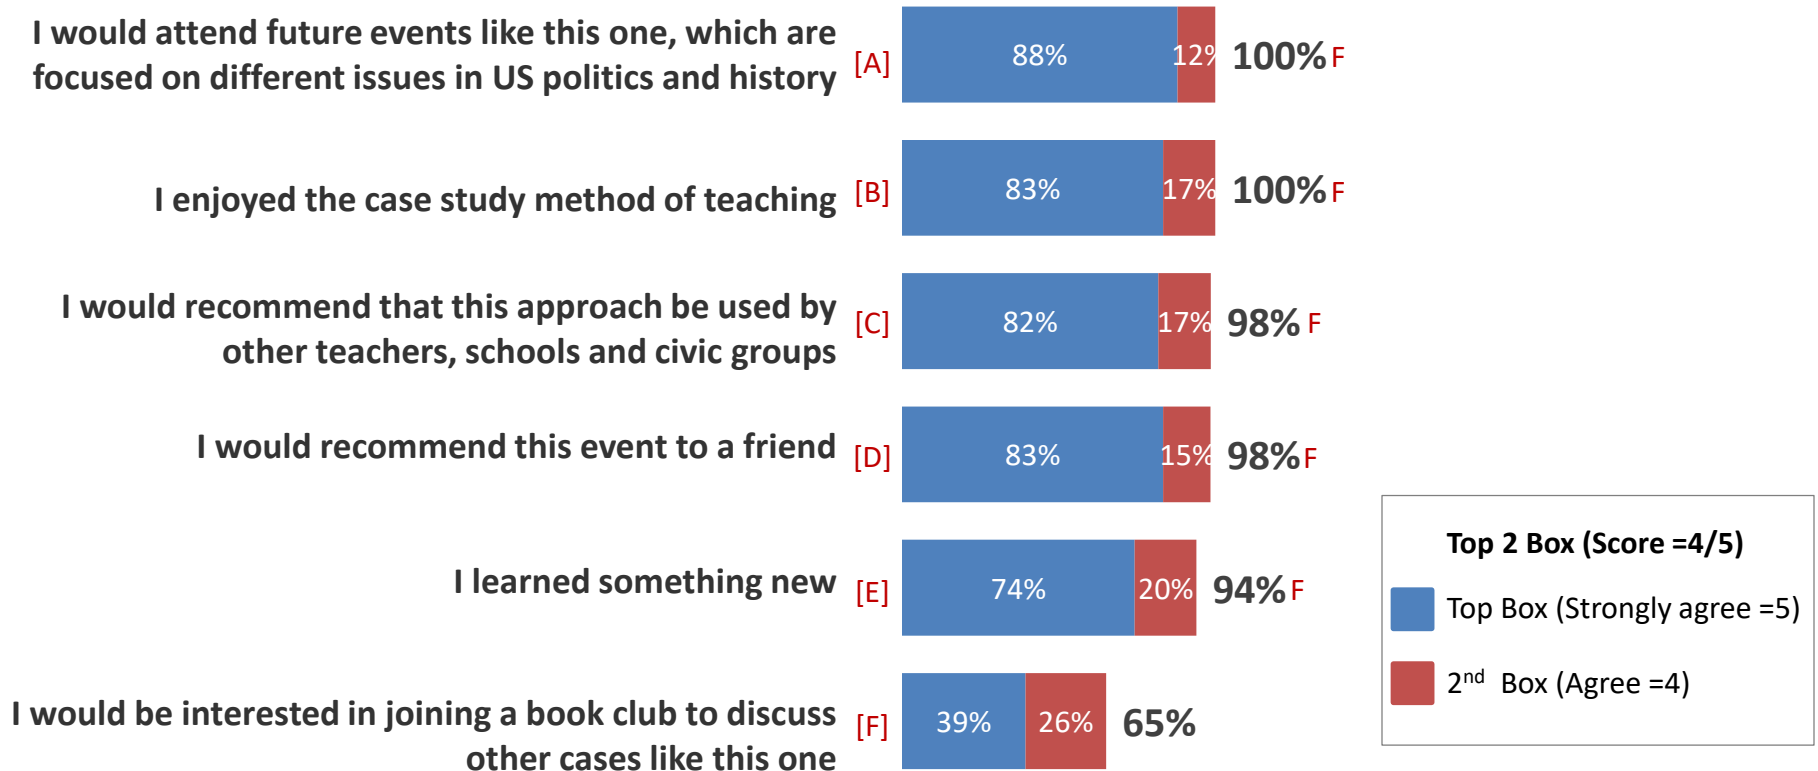 I would attend future events like this one, which are
focused on different issues in US politics and history
[A]
88%
12%
100% F
I enjoyed the case study method of teaching
[B]
83%
17%
100% F
I would recommend that this approach be used by
other teachers, schools and civic groups
[C]
82%
17%
98% F
I would recommend this event to a friend
[D]
83%
15%
98% F
I learned something new
[E]
74%
20%
94% F
I would be interested in joining a book club to discuss
other cases like this one
[F]
39%
26%
65%
Top 2 Box (Score =4/5)
Top Box (Strongly agree =5)
2nd Box (Agree =4)